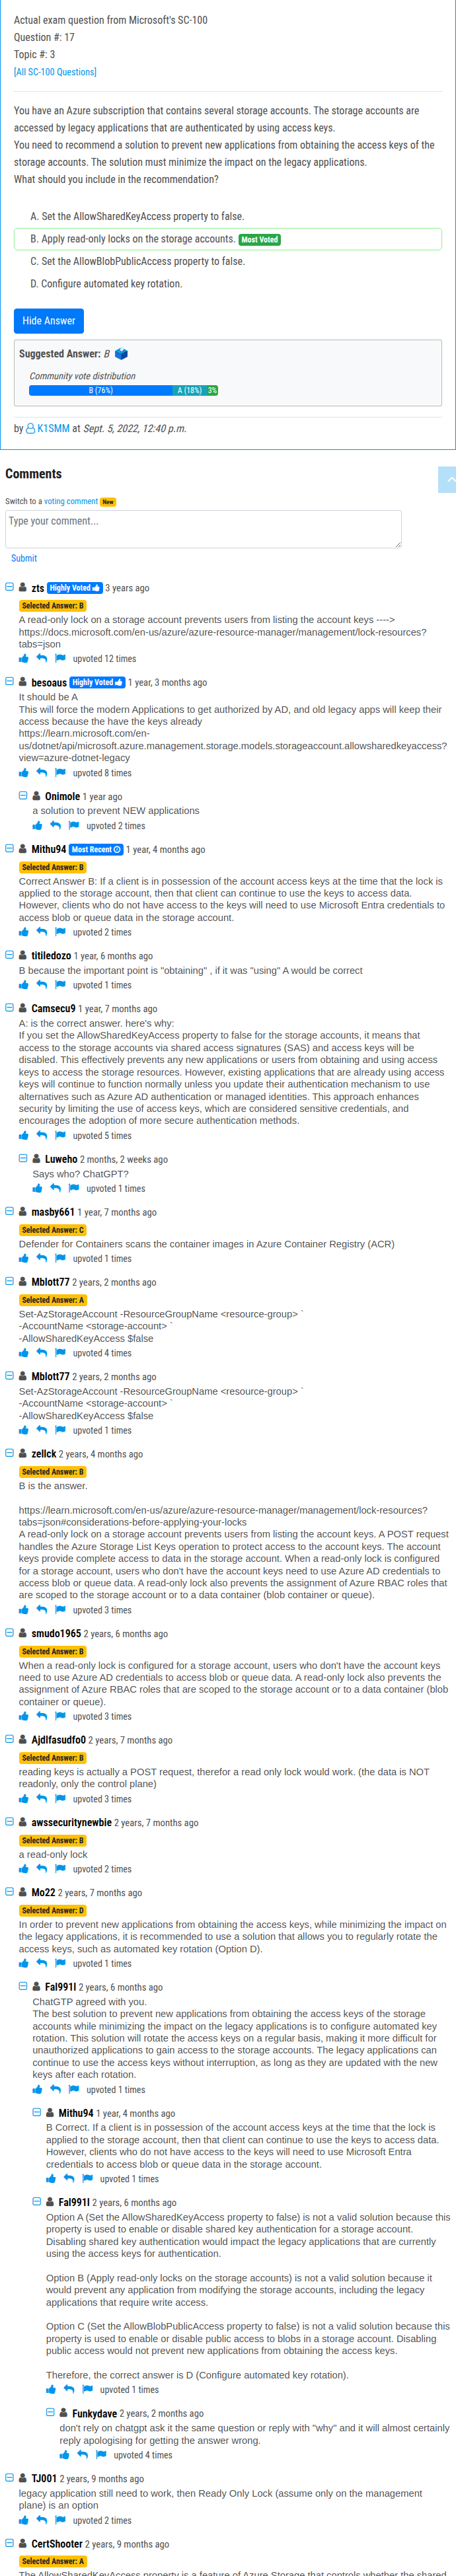 Actual exam question from Microsoft's SC-100
Question #: 17
Topic #: 3
[All SC-100 Questions]
You have an Azure subscription that contains several storage accounts. The storage accounts are
accessed by legacy applications that are authenticated by using access keys.
You need to recommend a solution to prevent new applications from obtaining the access keys of the
storage accounts. The solution must minimize the impact on the legacy applications.
What should you include in the recommendation?
A. Set the AllowSharedKeyAccess property to false.
B. Apply read-only locks on the storage accounts. Most Voted
C. Set the AllowBlobPublicAccess property to false.
D. Configure automated key rotation.
Hide Answer
Suggested Answer: B
Community vote distribution
B (76%) A (18%) 3%
by K1SMM at Sept. 5, 2022, 12:40 p.m.
Comments
Switch to a voting comment New
Type your comment...
Submit
zts Highly Voted 3 years ago
Selected Answer: B
A read-only lock on a storage account prevents users from listing the account keys ---->
https://docs.microsoft.com/en-us/azure/azure-resource-manager/management/lock-resources?
tabs=json
upvoted 12 times
besoaus Highly Voted 1 year, 3 months ago
It should be A
This will force the modern Applications to get authorized by AD, and old legacy apps will keep their
access because the have the keys already
https://learn.microsoft.com/en-
us/dotnet/api/microsoft.azure.management.storage.models.storageaccount.allowsharedkeyaccess?
view=azure-dotnet-legacy
upvoted 8 times
Onimole 1 year ago
a solution to prevent NEW applications
upvoted 2 times
Mithu94 Most Recent 1 year, 4 months ago
Selected Answer: B
Correct Answer B: If a client is in possession of the account access keys at the time that the lock is
applied to the storage account, then that client can continue to use the keys to access data.
However, clients who do not have access to the keys will need to use Microsoft Entra credentials to
access blob or queue data in the storage account.
upvoted 2 times
titiledozo 1 year, 6 months ago
B because the important point is "obtaining" , if it was "using" A would be correct
upvoted 1 times
Camsecu9 1 year, 7 months ago
A: is the correct answer. here's why:
If you set the AllowSharedKeyAccess property to false for the storage accounts, it means that
access to the storage accounts via shared access signatures (SAS) and access keys will be
disabled. This effectively prevents any new applications or users from obtaining and using access
keys to access the storage resources. However, existing applications that are already using access
keys will continue to function normally unless you update their authentication mechanism to use
alternatives such as Azure AD authentication or managed identities. This approach enhances
security by limiting the use of access keys, which are considered sensitive credentials, and
encourages the adoption of more secure authentication methods.
upvoted 5 times
Luweho 2 months, 2 weeks ago
Says who? ChatGPT?
upvoted 1 times
masby661 1 year, 7 months ago
Selected Answer: C
Defender for Containers scans the container images in Azure Container Registry (ACR)
upvoted 1 times
Mblott77 2 years, 2 months ago
Selected Answer: A
Set-AzStorageAccount -ResourceGroupName <resource-group> `
-AccountName <storage-account> `
-AllowSharedKeyAccess $false
upvoted 4 times
Mblott77 2 years, 2 months ago
Set-AzStorageAccount -ResourceGroupName <resource-group> `
-AccountName <storage-account> `
-AllowSharedKeyAccess $false
upvoted 1 times
zellck 2 years, 4 months ago
Selected Answer: B
B is the answer.
https://learn.microsoft.com/en-us/azure/azure-resource-manager/management/lock-resources?
tabs=json#considerations-before-applying-your-locks
A read-only lock on a storage account prevents users from listing the account keys. A POST request
handles the Azure Storage List Keys operation to protect access to the account keys. The account
keys provide complete access to data in the storage account. When a read-only lock is configured
for a storage account, users who don't have the account keys need to use Azure AD credentials to
access blob or queue data. A read-only lock also prevents the assignment of Azure RBAC roles that
are scoped to the storage account or to a data container (blob container or queue).
upvoted 3 times
smudo1965 2 years, 6 months ago
Selected Answer: B
When a read-only lock is configured for a storage account, users who don't have the account keys
need to use Azure AD credentials to access blob or queue data. A read-only lock also prevents the
assignment of Azure RBAC roles that are scoped to the storage account or to a data container (blob
container or queue).
upvoted 3 times
Ajdlfasudfo0 2 years, 7 months ago
Selected Answer: B
reading keys is actually a POST request, therefor a read only lock would work. (the data is NOT
readonly, only the control plane)
upvoted 3 times
awssecuritynewbie 2 years, 7 months ago
Selected Answer: B
a read-only lock
upvoted 2 times
Mo22 2 years, 7 months ago
Selected Answer: D
In order to prevent new applications from obtaining the access keys, while minimizing the impact on
the legacy applications, it is recommended to use a solution that allows you to regularly rotate the
access keys, such as automated key rotation (Option D).
upvoted 1 times
Fal991l 2 years, 6 months ago
ChatGTP agreed with you.
The best solution to prevent new applications from obtaining the access keys of the storage
accounts while minimizing the impact on the legacy applications is to configure automated key
rotation. This solution will rotate the access keys on a regular basis, making it more difficult for
unauthorized applications to gain access to the storage accounts. The legacy applications can
continue to use the access keys without interruption, as long as they are updated with the new
keys after each rotation.
upvoted 1 times
Mithu94 1 year, 4 months ago
B Correct. If a client is in possession of the account access keys at the time that the lock is
applied to the storage account, then that client can continue to use the keys to access data.
However, clients who do not have access to the keys will need to use Microsoft Entra
credentials to access blob or queue data in the storage account.
upvoted 1 times
Fal991l 2 years, 6 months ago
Option A (Set the AllowSharedKeyAccess property to false) is not a valid solution because this
property is used to enable or disable shared key authentication for a storage account.
Disabling shared key authentication would impact the legacy applications that are currently
using the access keys for authentication.
Option B (Apply read-only locks on the storage accounts) is not a valid solution because it
would prevent any application from modifying the storage accounts, including the legacy
applications that require write access.
Option C (Set the AllowBlobPublicAccess property to false) is not a valid solution because this
property is used to enable or disable public access to blobs in a storage account. Disabling
public access would not prevent new applications from obtaining the access keys.
Therefore, the correct answer is D (Configure automated key rotation).
upvoted 1 times
Funkydave 2 years, 2 months ago
don't rely on chatgpt ask it the same question or reply with "why" and it will almost certainly
reply apologising for getting the answer wrong.
upvoted 4 times
TJ001 2 years, 9 months ago
legacy application still need to work, then Ready Only Lock (assume only on the management
plane) is an option
upvoted 2 times
CertShooter 2 years, 9 months ago
Selected Answer: A
The AllowSharedKeyAccess property is a feature of Azure Storage that controls whether the shared